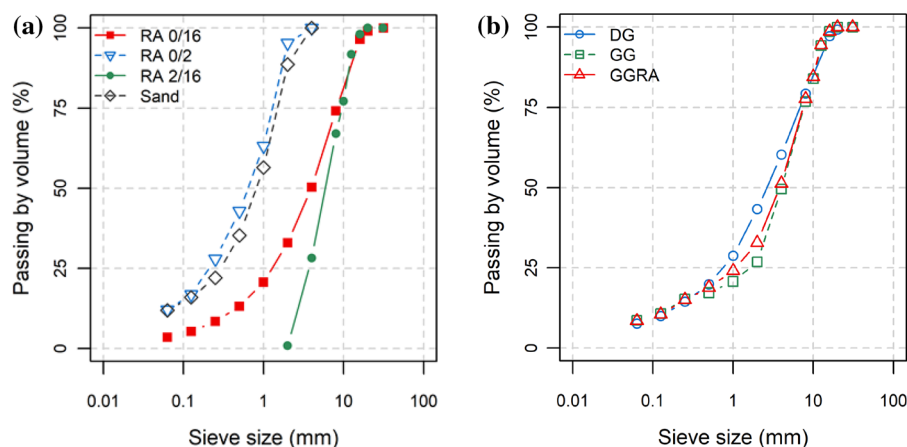 (a)
RA 0/16
RA 0/2
RA 2/16
Sand
Passing by volume (%)
100
75
50
25
0
0.01 0.1 1 10 100
Sieve size (mm)
(b)
DG
GG
GGRA
Passing by volume (%)
100
75
50
25
0
0.01 0.1 1 10 100
Sieve size (mm)